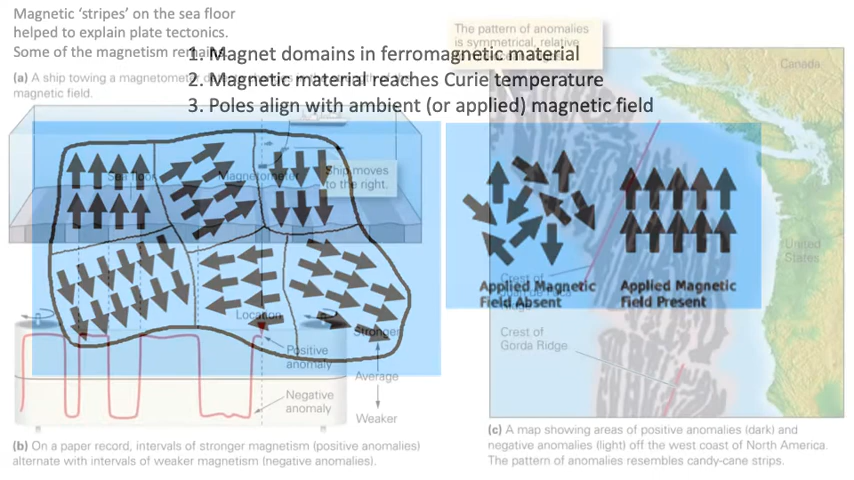 Magnetic ‘stripes’ on the sea floor
helped to explain plate tectonics.
Some of the magnetism
1. Magnet domains in ferromagnetic material
2. Magnetic material reaches Curie temperature
3. Poles align with ambient (or applied) magnetic field
The pattern of anomalies
is symmetrical, relative
(a) A ship towing a magnetometer
magnetic field.
Canada
Sea floor
Magnetometer
Ship moves
to the right.
United
States
Applied Magnetic
Field Absent
Applied Magnetic
Field Present
Crest of
Ridge
Location
Stronger
Crest of
Gorda Ridge
Positive
anomaly
Average
Negative
anomaly
Weaker
(b) On a paper record, intervals of stronger magnetism (positive anomalies)
alternate with intervals of weaker magnetism (negative anomalies).
(c) A map showing areas of positive anomalies (dark) and
negative anomalies (light) off the west coast of North America.
The pattern of anomalies resembles candy-cane strips.